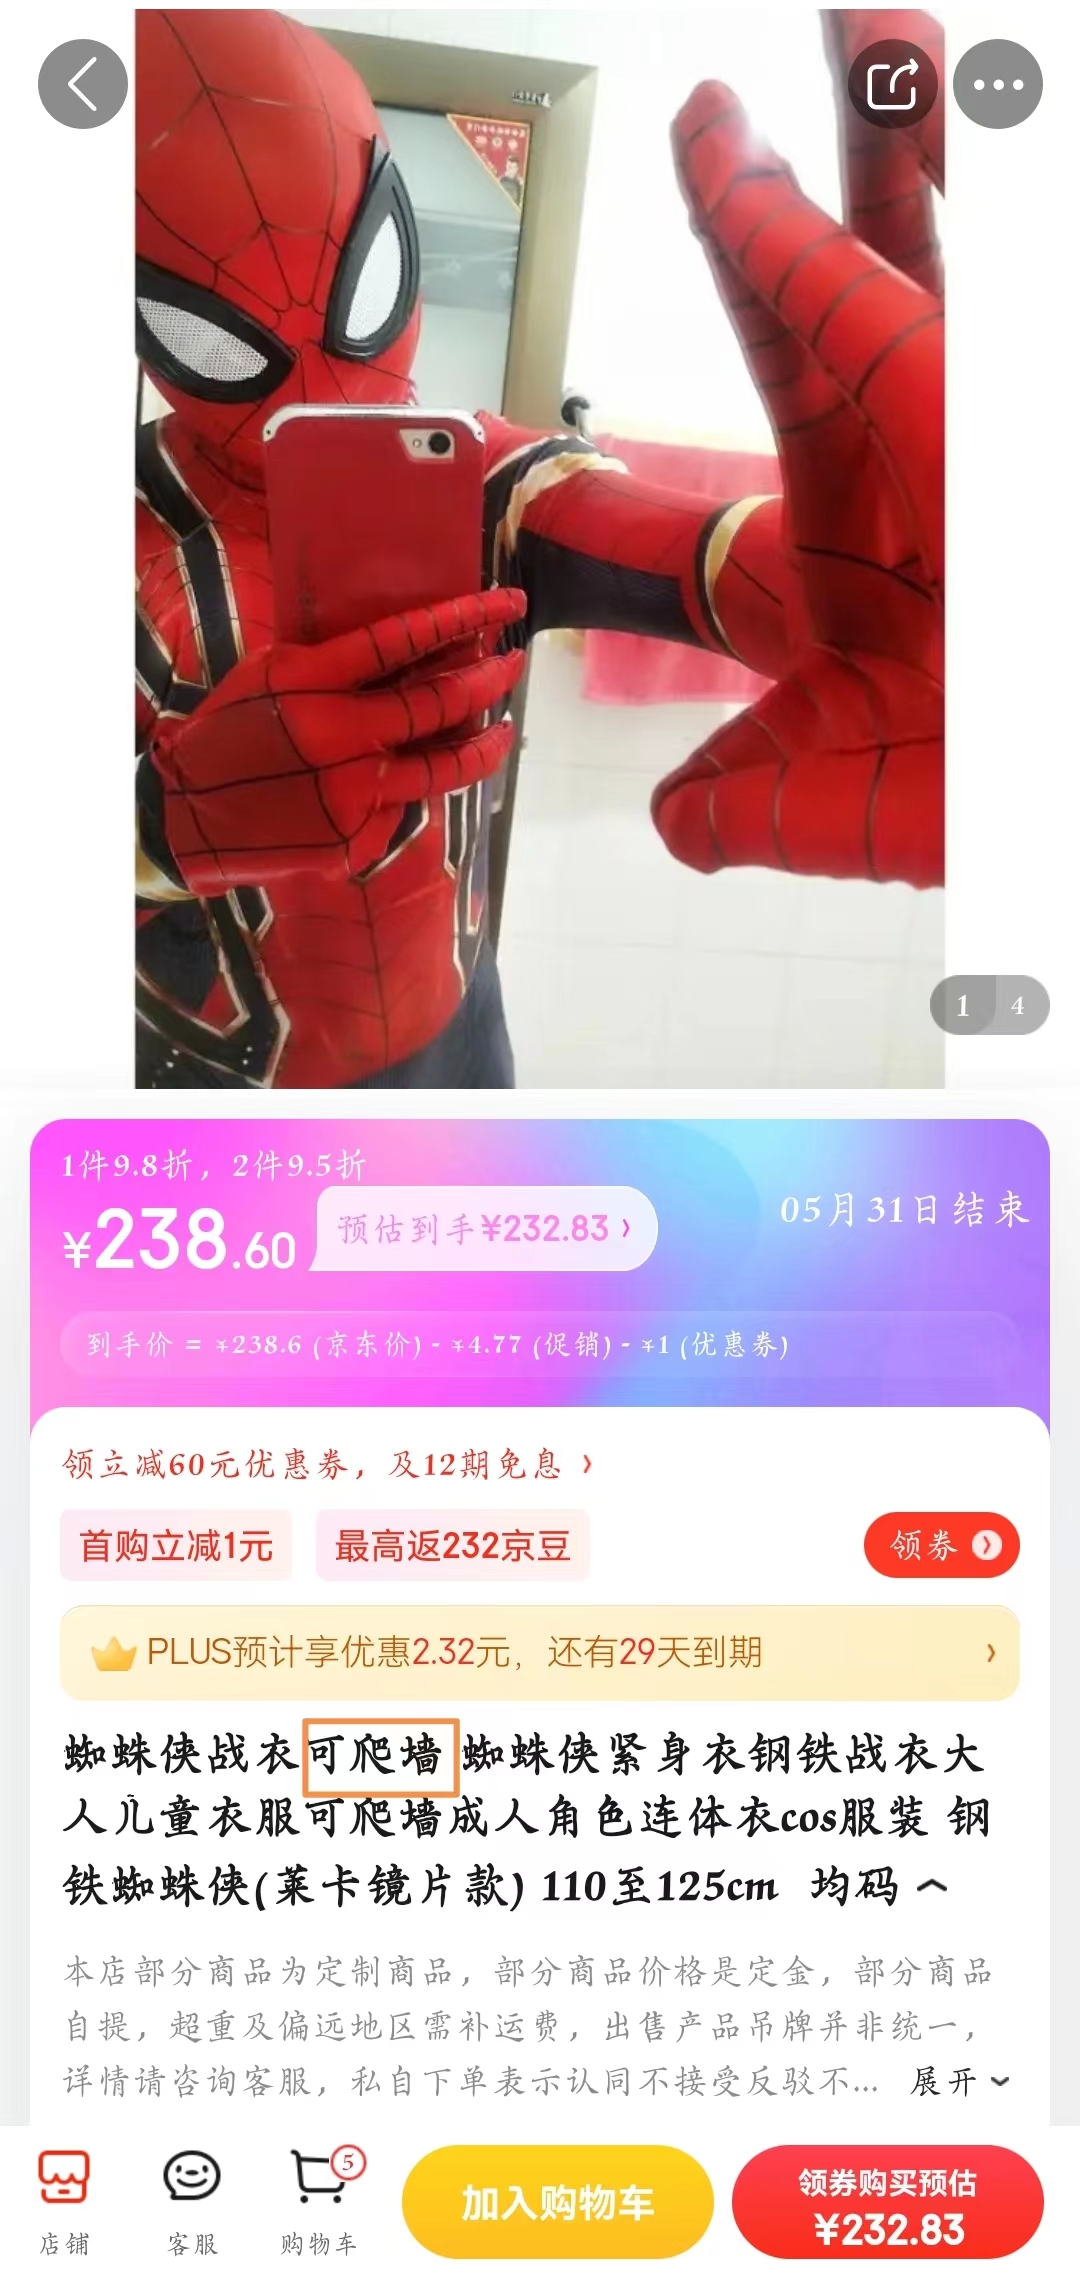 1 4
1件9.8折，2件9.5折
¥238.60
预估到手¥232.83
05月31日结束
到手价 = ¥238.6 (京东价) - ¥4.77 (促销) - ¥1 (优惠券)
领立减60元优惠券，及12期免息
首购立减1元
最高返232京豆
领券
PLUS预计享优惠2.32元，还有29天到期
蜘蛛侠战衣可爬墙 蜘蛛侠紧身衣钢铁战衣大
人儿童衣服可爬墙成人角色连体衣cos服装 钢
铁蜘蛛侠(莱卡镜片款) 110至125cm 均码
本店部分商品为定制商品，部分商品价格是定金，部分商品
自提，超重及偏远地区需补运费，出售产品吊牌并非统一，
详情请咨询客服，私自下单表示认同不接受反驳不... 展开
5
店铺
客服
购物车
加入购物车
领券购买预估
¥232.83